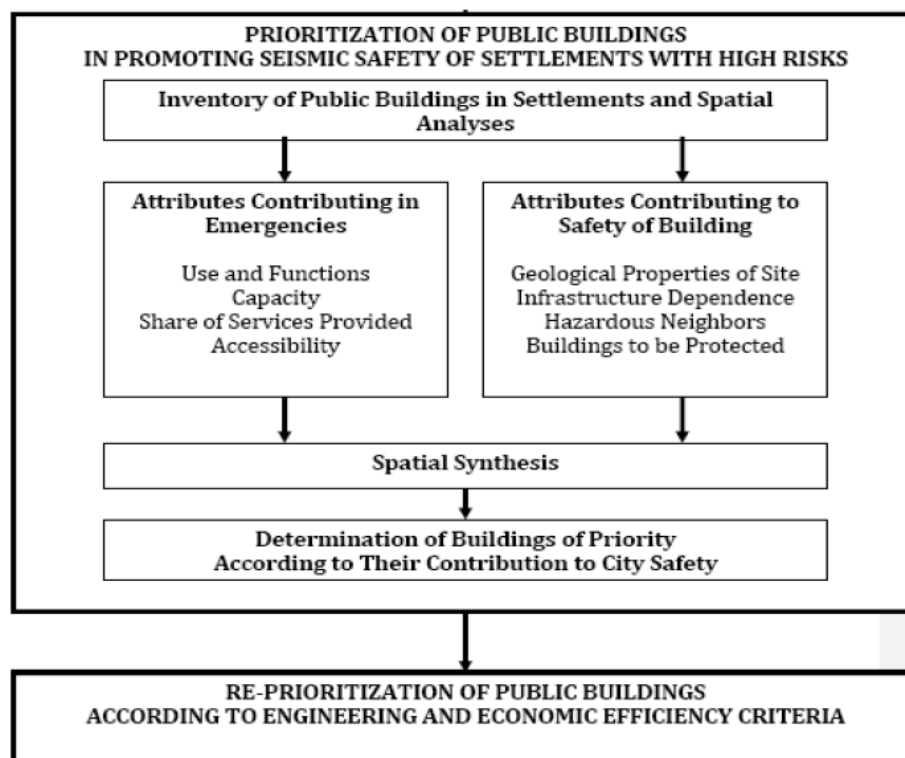 PRIORITIZATION OF PUBLIC BUILDINGS
IN PROMOTING SEISMIC SAFETY OF SETTLEMENTS WITH HIGH RISKS
Inventory of Public Buildings in Settlements and Spatial
Analyses
Attributes Contributing in
Emergencies
Use and Functions
Capacity
Share of Services Provided
Accessibility
Attributes Contributing to
Safety of Building
Geological Properties of Site
Infrastructure Dependence
Hazardous Neighbors
Buildings to be Protected
Spatial Synthesis
Determination of Buildings of Priority
According to Their Contribution to City Safety
RE-PRIORITIZATION OF PUBLIC BUILDINGS
ACCORDING TO ENGINEERING AND ECONOMIC EFFICIENCY CRITERIA